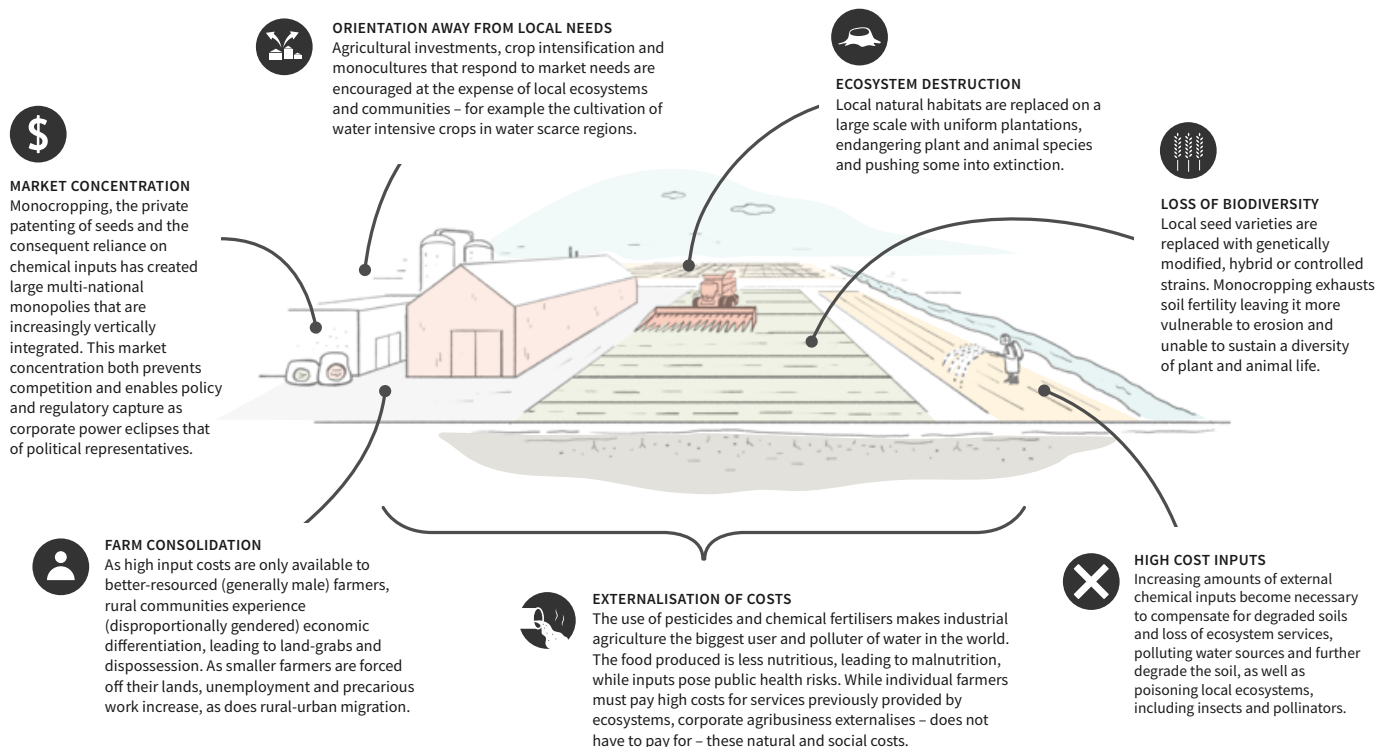 ORIENTATION AWAY FROM LOCAL NEEDS
Agricultural investments, crop intensification and
monocultures that respond to market needs are
encouraged at the expense of local ecosystems
and communities – for example the cultivation of
water intensive crops in water scarce regions.
ECOSYSTEM DESTRUCTION
Local natural habitats are replaced on a
large scale with uniform plantations,
endangering plant and animal species
and pushing some into extinction.
$
MARKET CONCENTRATION
Monocropping, the private
patenting of seeds and the
consequent reliance on
chemical inputs has created
large multi-national
monopolies that are
increasingly vertically
integrated. This market
concentration both prevents
competition and enables policy
and regulatory capture as
corporate power eclipses that
of political representatives.
LOSS OF BIODIVERSITY
Local seed varieties are
replaced with genetically
modified, hybrid or controlled
strains. Monocropping exhausts
soil fertility leaving it more
vulnerable to erosion and
unable to sustain a diversity
of plant and animal life.
FARM CONSOLIDATION
As high input costs are only available to
better-resourced (generally male) farmers,
rural communities experience
(disproportionally gendered) economic
differentiation, leading to land-grabs and
dispossession. As smaller farmers are forced
off their lands, unemployment and precarious
work increase, as does rural-urban migration.
EXTERNALISATION OF COSTS
The use of pesticides and chemical fertilisers makes industrial
agriculture the biggest user and polluter of water in the world.
The food produced is less nutritious, leading to malnutrition,
while inputs pose public health risks. While individual farmers
must pay high costs for services previously provided by
ecosystems, corporate agribusiness externalises – does not
have to pay for – these natural and social costs.
HIGH COST INPUTS
Increasing amounts of external
chemical inputs become necessary
to compensate for degraded soils
and loss of ecosystem services,
polluting water sources and further
degrade the soil, as well as
poisoning local ecosystems,
including insects and pollinators.